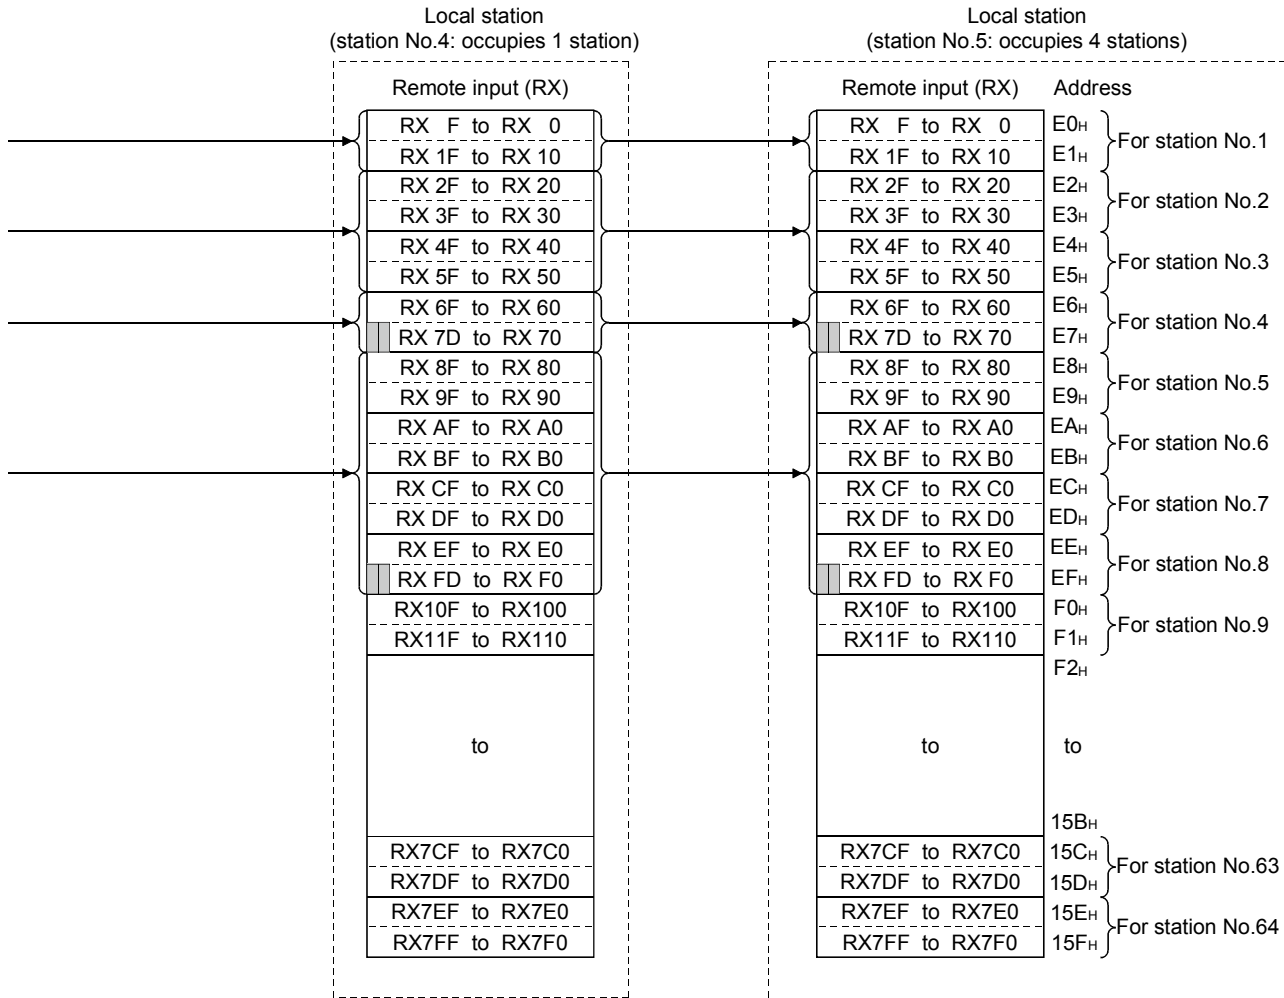 Local station
(station No.4: occupies 1 station)
Local station
(station No.5: occupies 4 stations)
Remote input (RX)
Remote input (RX) Address
RX F to RX 0
RX F to RX 0 E0H
For station No.1
RX 1F to RX 10
RX 1F to RX 10 E1H
RX 2F to RX 20
RX 2F to RX 20 E2H
For station No.2
RX 3F to RX 30
RX 3F to RX 30 E3H
RX 4F to RX 40
RX 4F to RX 40 E4H
For station No.3
RX 5F to RX 50
RX 5F to RX 50 E5H
RX 6F to RX 60
RX 6F to RX 60 E6H
For station No.4
RX 7D to RX 70
RX 7D to RX 70 E7H
RX 8F to RX 80
RX 8F to RX 80 E8H
For station No.5
RX 9F to RX 90
RX 9F to RX 90 E9H
RX AF to RX A0
RX AF to RX A0 EAH
For station No.6
RX BF to RX B0
RX BF to RX B0 EBH
RX CF to RX C0
RX CF to RX C0 ECH
For station No.7
RX DF to RX D0
RX DF to RX D0 EDH
RX EF to RX E0
RX EF to RX E0 EEH
For station No.8
RX FD to RX F0
RX FD to RX F0 EFH
RX10F to RX100
RX10F to RX100 F0H
For station No.9
RX11F to RX110
RX11F to RX110 F1H
F2H
to
to
to
15BH
RX7CF to RX7C0
RX7CF to RX7C0 15CH
For station No.63
RX7DF to RX7D0
RX7DF to RX7D0 15DH
RX7EF to RX7E0
RX7EF to RX7E0 15EH
For station No.64
RX7FF to RX7F0
RX7FF to RX7F0 15FH